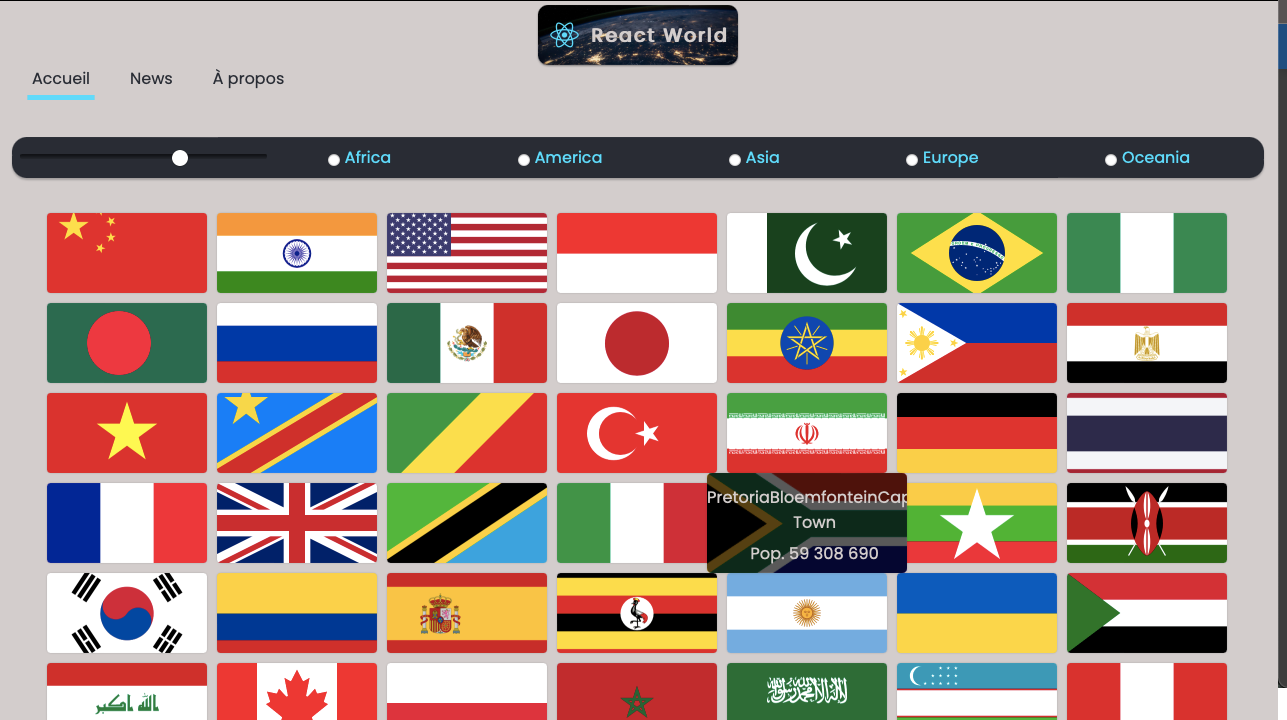 React World
Accueil
News
À propos
Africa
America
Asia
Europe
Oceania
PretoriaBloemfonteinCap
Town
Pop. 59 308 690
الله اكبر